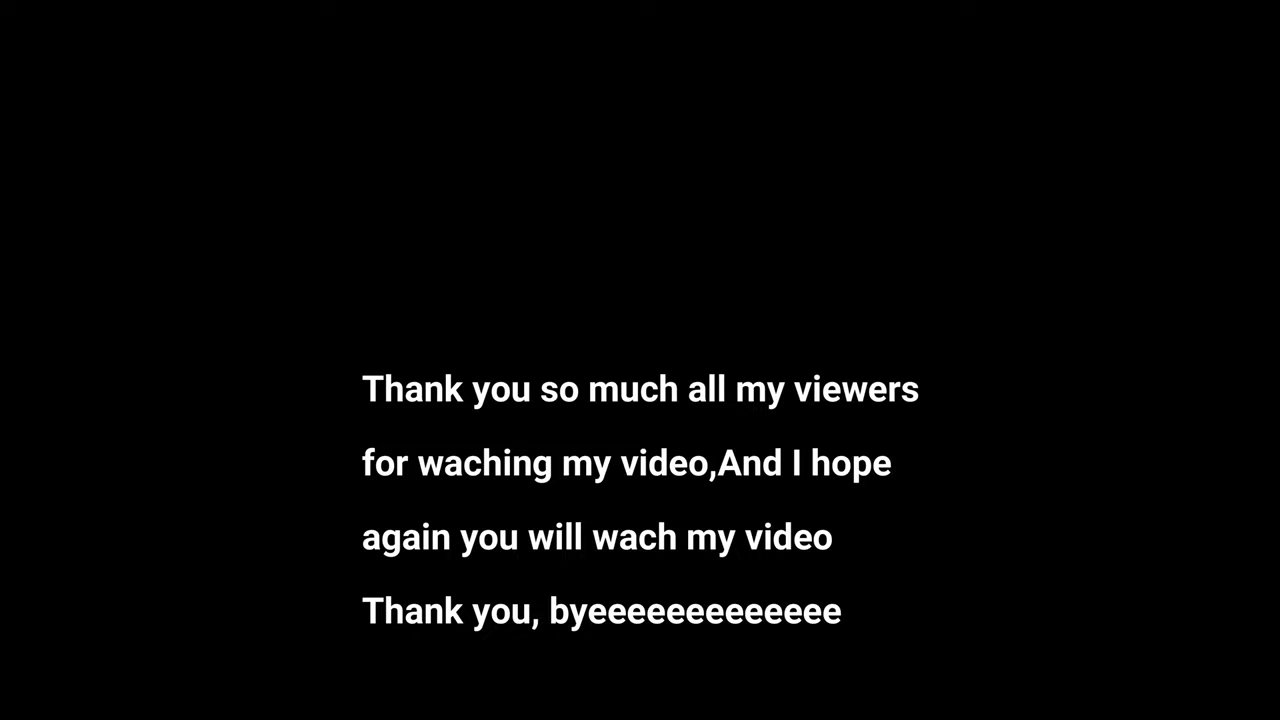 Thank you so much all my viewers
for waching my video,And I hope
again you will wach my video
Thank you, byeeeeeeeeeeeee